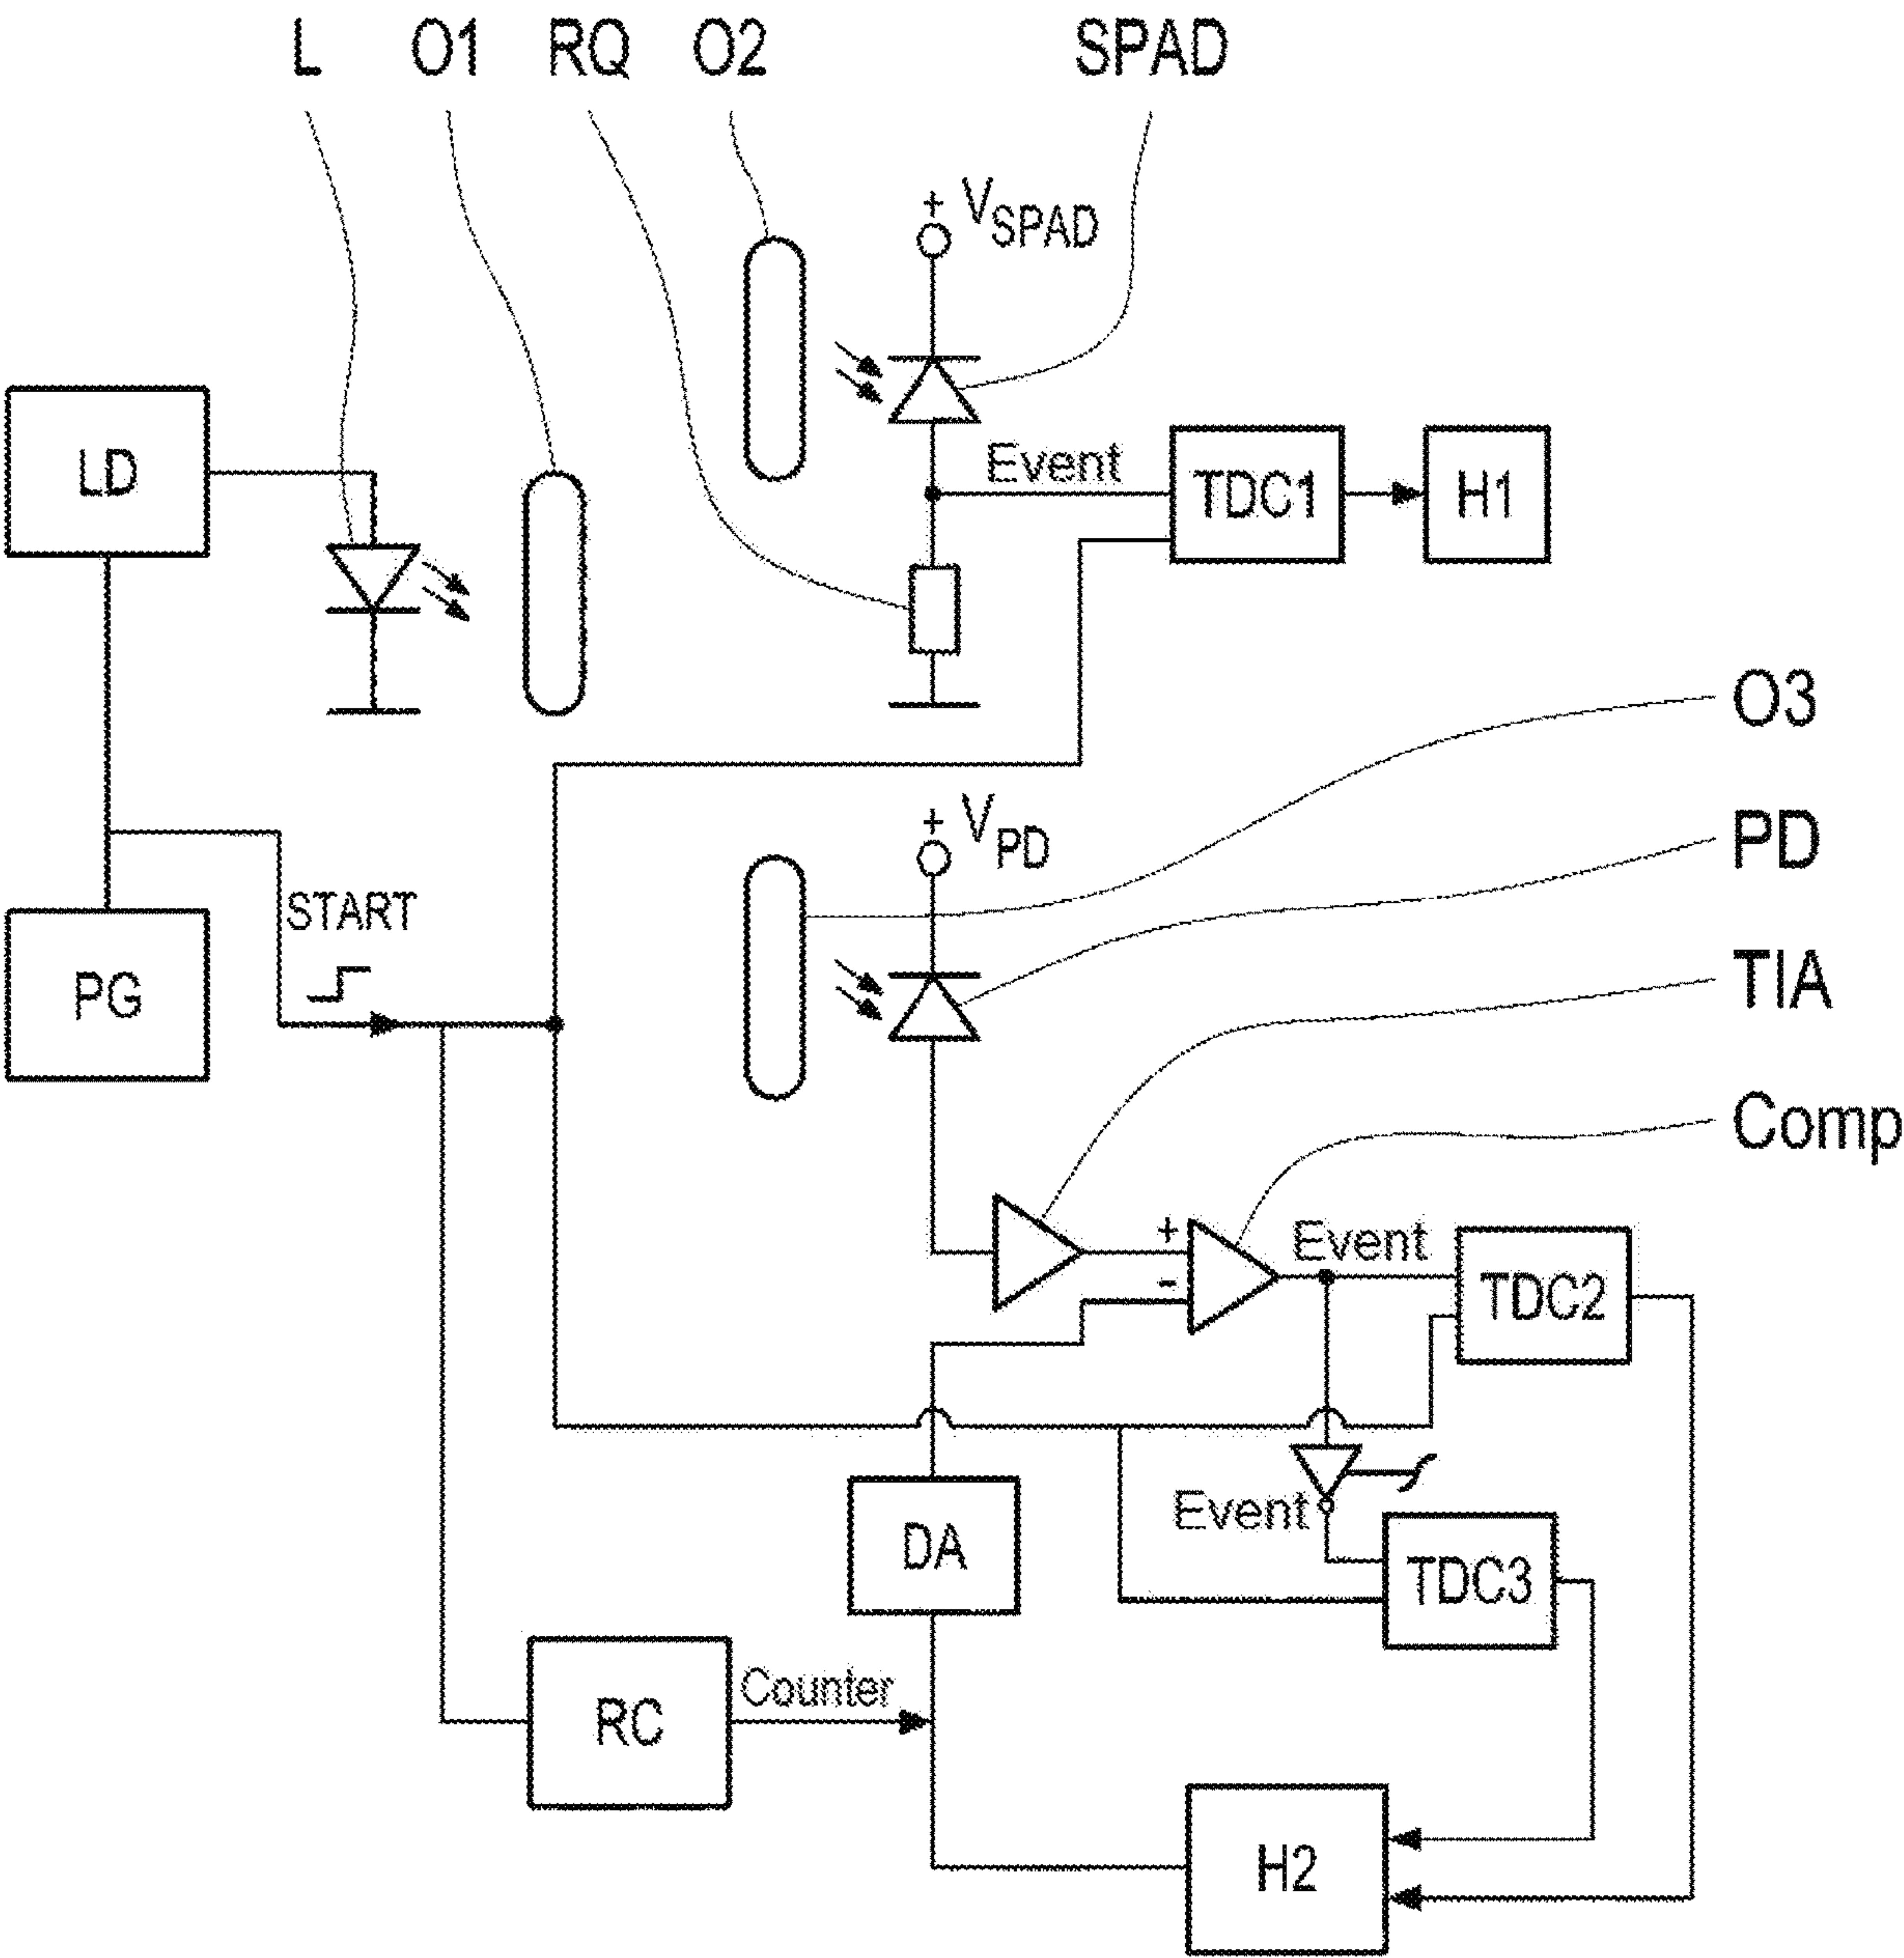 L O1 RQ O2 SPAD
+ VSPAD
LD
Event
TDC1
H1
O3
+ VPD
PD
START
PG
TIA
Comp
+
Event
-
TDC2
Event
DA
TDC3
Counter
RC
H2